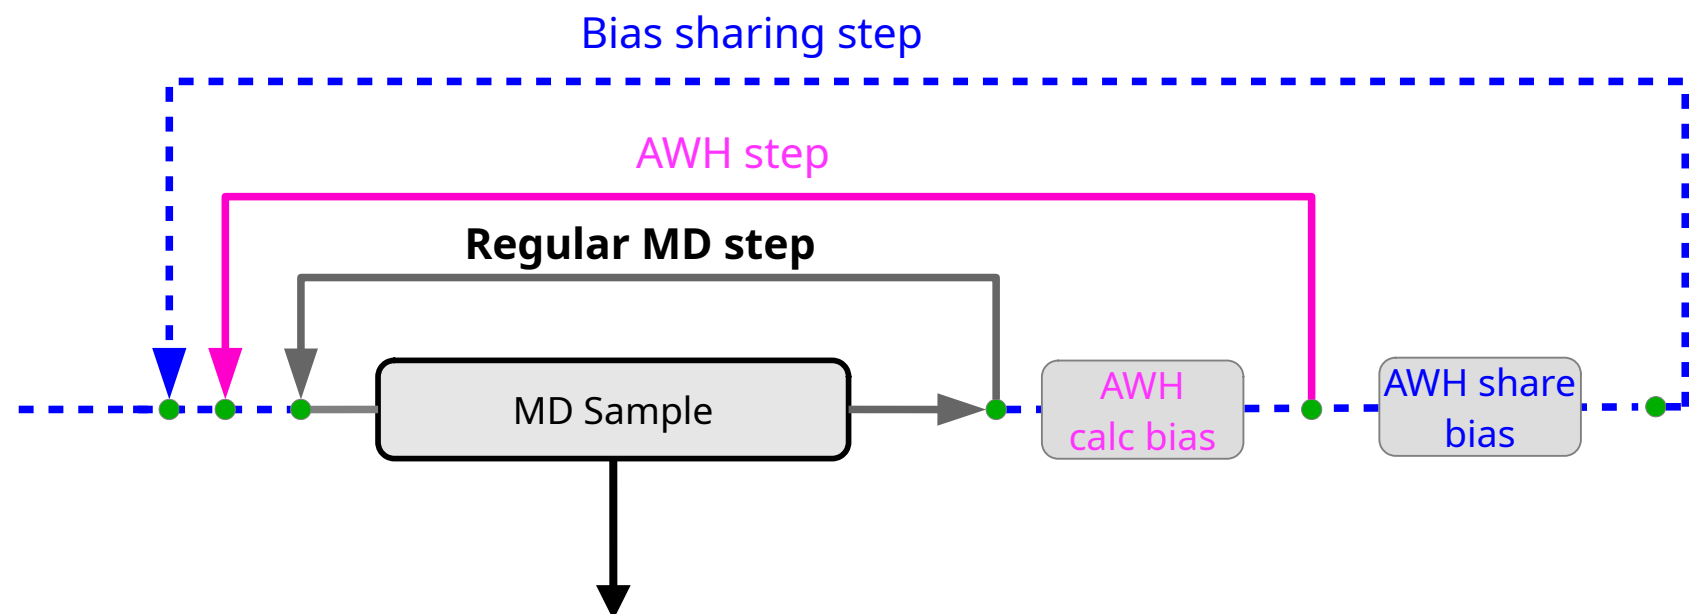 Bias sharing step
AWH step
Regular MD step
MD Sample
AWH
calc bias
AWH share
bias